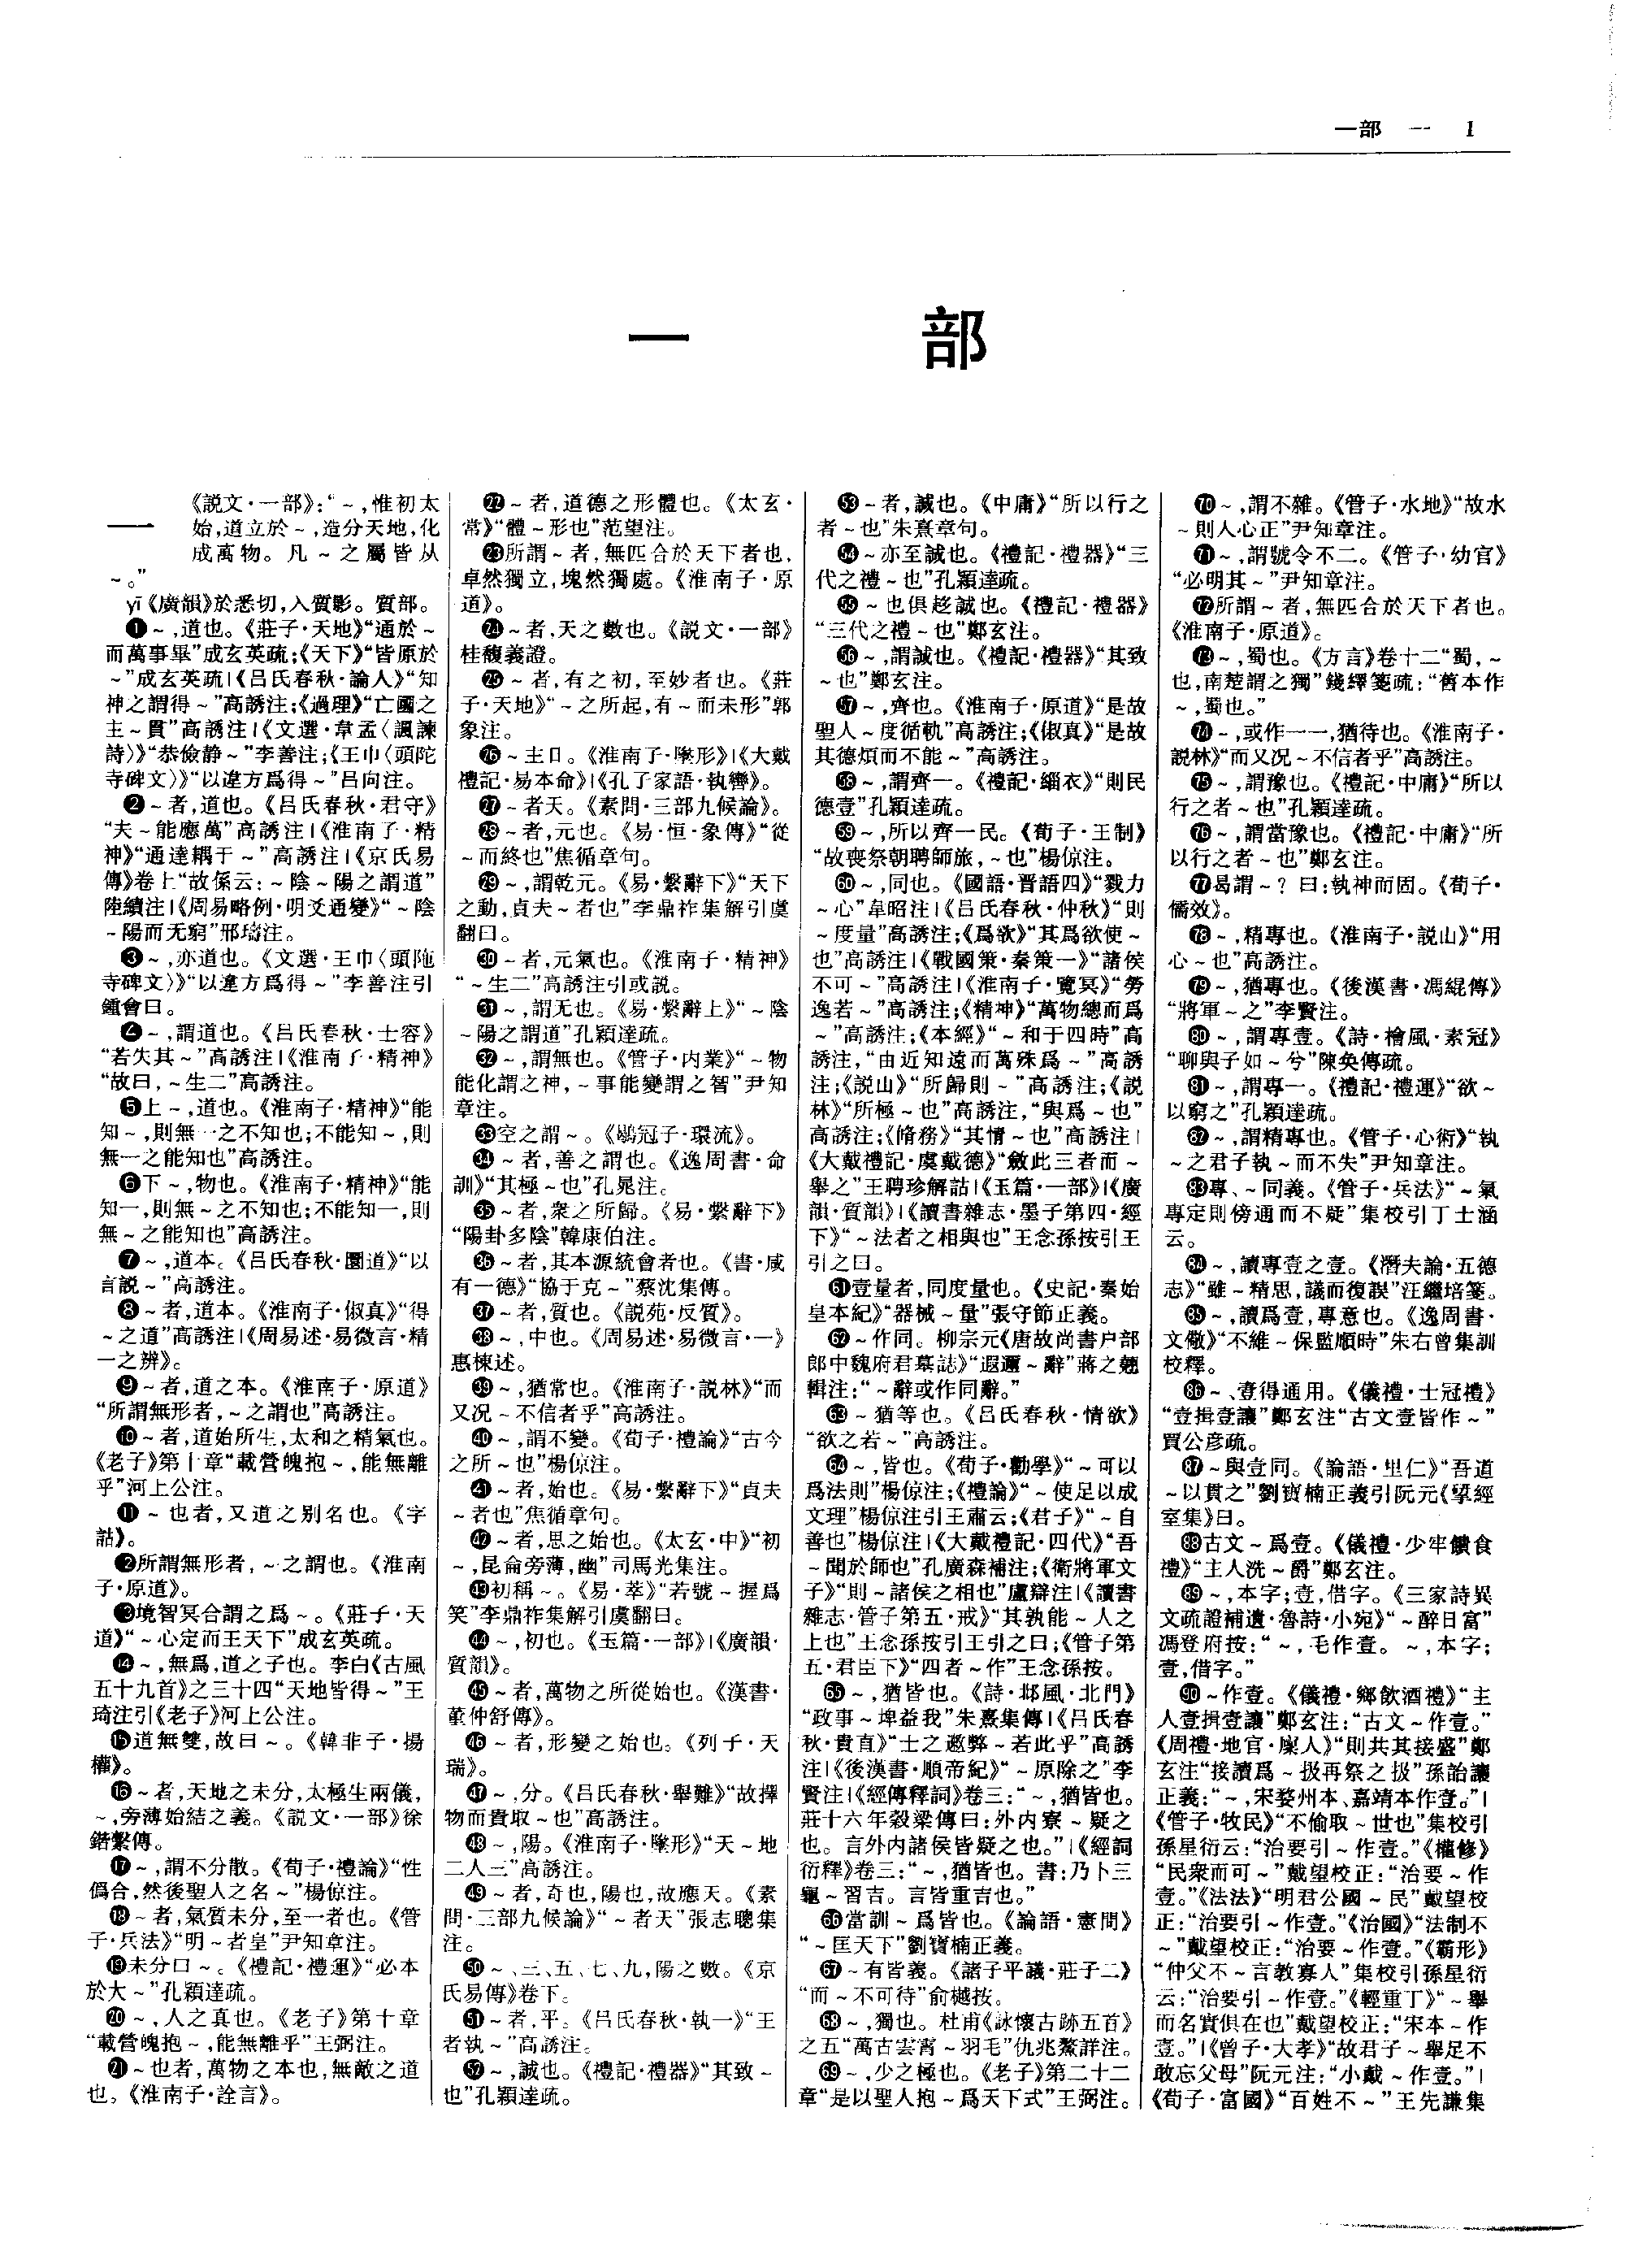 一部 一 1
一 部
一
《説文·一部》：“～，惟初太
始，道立於～，造分天地，化
成萬物。凡～之屬皆从
～。”
yī《廣韻》於悉切，入質影。質部。
❶～，道也。《莊子·天地》“通於～
而萬事畢”成玄英疏；《天下》“皆原於
～”成玄英疏|《吕氏春秋·論人》“知
神之謂得～”高誘注；《過理》“亡國之
主～貫”高誘注|《文選·韋孟〈諷諫
詩〉》“恭儉静～”李善注；《王巾〈頭陀
寺碑文〉》“以違方爲得～”吕向注。
❷～者，道也。《吕氏春秋·君守》
“夫～能應萬”高誘注|《淮南子·精
神》“通達耦于～”高誘注|《京氏易
傳》卷上“故係云：～陰～陽之謂道”
陸績注|《周易略例·明爻通變》“～陰
～陽而无窮”邢璹注。
❸～，亦道也。《文選·王巾〈頭陁
寺碑文〉》“以違方爲得～”李善注引
鍾會曰。
❹～，謂道也。《吕氏春秋·士容》
“若失其～”高誘注|《淮南子·精神》
“故曰，～生二”高誘注。
❺上～，道也。《淮南子·精神》“能
知～，則無一之不知也；不能知～，則
無一之能知也”高誘注。
❻下～，物也。《淮南子·精神》“能
知一，則無～之不知也；不能知一，則
無～之能知也”高誘注。
❼～，道本。《吕氏春秋·圜道》“以
言説～”高誘注。
❽～者，道本。《淮南子·俶真》“得
～之道”高誘注|《周易述·易微言·精
一之辨》。
❾～者，道之本。《淮南子·原道》
“所謂無形者，～之謂也”高誘注。
❿～者，道始所生，太和之精氣也。
《老子》第十章“載營魄抱～，能無離
乎”河上公注。
⓫～也者，又道之别名也。《字
詁》。
⓬所謂無形者，～之謂也。《淮南
子·原道》。
⓭境智冥合謂之爲～。《莊子·天
道》“～心定而王天下”成玄英疏。
⓮～，無爲，道之子也。李白《古風
五十九首》之三十四“天地皆得～”王
琦注引《老子》河上公注。
⓯道無雙，故曰～。《韓非子·揚
權》。
⓰～者，天地之未分，太極生兩儀，
～，旁薄始結之義。《説文·一部》徐
鍇繫傳。
⓱～，謂不分散。《荀子·禮論》“性
僞合，然後聖人之名～”楊倞注。
⓲～者，氣質未分，至一者也。《管
子·兵法》“明～者皇”尹知章注。
⓳未分曰～。《禮記·禮運》“必本
於大～”孔穎達疏。
⓴～，人之真也。《老子》第十章
“載營魄抱～，能無離乎”王弼注。
㉑～也者，萬物之本也，無敵之道
也。《淮南子·詮言》。
㉒～者，道德之形體也。《太玄·
常》“體～形也”范望注。
㉓所謂～者，無匹合於天下者也，
卓然獨立，塊然獨處。《淮南子·原
道》。
㉔～者，天之數也。《説文·一部》
桂馥義證。
㉕～者，有之初，至妙者也。《莊
子·天地》“～之所起，有～而未形”郭
象注。
㉖～主日。《淮南子·墬形》|《大戴
禮記·易本命》|《孔子家語·執轡》。
㉗～者天。《素問·三部九候論》。
㉘～者，元也。《易·恒·象傳》“從
～而終也”焦循章句。
㉙～，謂乾元。《易·繫辭下》“天下
之動，貞夫～者也”李鼎祚集解引虞
翻曰。
㉚～者，元氣也。《淮南子·精神》
“～生二”高誘注引或説。
㉛～，謂无也。《易·繫辭上》“～陰
～陽之謂道”孔穎達疏。
㉜～，謂無也。《管子·内業》“～物
能化謂之神，～事能變謂之智”尹知
章注。
㉝空之謂～。《鶡冠子·環流》。
㉞～者，善之謂也。《逸周書·命
訓》“其極～也”孔晁注。
㉟～者，衆之所歸。《易·繫辭下》
“陽卦多陰”韓康伯注。
㊱～者，其本源統會者也。《書·咸
有一德》“協于克～”蔡沈集傳。
㊲～者，質也。《説苑·反質》。
㊳～，中也。《周易述·易微言·一》
惠棟述。
㊴～，猶常也。《淮南子·説林》“而
又况～不信者乎”高誘注。
㊵～，謂不變。《荀子·禮論》“古今
之所～也”楊倞注。
㊶～者，始也。《易·繫辭下》“貞夫
～者也”焦循章句。
㊷～者，思之始也。《太玄·中》“初
～，昆侖旁薄，幽”司馬光集注。
㊸初稱～。《易·萃》“若號～握爲
笑”李鼎祚集解引虞翻曰。
㊹～，初也。《玉篇·一部》|《廣韻·
質韻》。
㊺～者，萬物之所從始也。《漢書·
董仲舒傳》。
㊻～者，形變之始也。《列子·天
瑞》。
㊼～，分。《吕氏春秋·舉難》“故擇
物而貴取～也”高誘注。
㊽～，陽。《淮南子·墬形》“天～地
二人三”高誘注。
㊾～者，奇也，陽也，故應天。《素
問·三部九候論》“～者天”張志聰集
注。
㊿～、三、五、七、九，陽之數。《京
氏易傳》卷下。
51～者，平。《吕氏春秋·執一》“王
者執～”高誘注。
52～，誠也。《禮記·禮器》“其致～
也”孔穎達疏。
53～者，誠也。《中庸》“所以行之
者～也”朱熹章句。
54～亦至誠也。《禮記·禮器》“三
代之禮～也”孔穎達疏。
55～也俱趍誠也。《禮記·禮器》
“三代之禮～也”鄭玄注。
56～，謂誠也。《禮記·禮器》“其致
～也”鄭玄注。
57～，齊也。《淮南子·原道》“是故
聖人～度循軌”高誘注；《俶真》“是故
其德煩而不能～”高誘注。
58～，謂齊一。《禮記·緇衣》“則民
德壹”孔穎達疏。
59～，所以齊一民。《荀子·王制》
“故喪祭朝聘師旅，～也”楊倞注。
60～，同也。《國語·晋語四》“戮力
～心”韋昭注|《吕氏春秋·仲秋》“則
～度量”高誘注；《爲欲》“其爲欲使～
也”高誘注|《戰國策·秦策一》“諸侯
不可～”高誘注|《淮南子·覽冥》“勞
逸若～”高誘注；《精神》“萬物總而爲
～”高誘注；《本經》“～和于四時”高
誘注，“由近知遠而萬殊爲～”高誘
注；《説山》“所歸則～”高誘注；《説
林》“所極～也”高誘注，“與爲～也”
高誘注；《脩務》“其情～也”高誘注|
《大戴禮記·虞戴德》“斂此三者而～
舉之”王聘珍解詁|《玉篇·一部》|《廣
韻·質韻》|《讀書雜志·墨子第四·經
下》“～法者之相與也”王念孫按引王
引之曰。
61壹量者，同度量也。《史記·秦始
皇本紀》“器械～量”張守節正義。
62～作同。柳宗元《唐故尚書户部
郎中魏府君墓誌》“遐邇～辭”蔣之翹
輯注：“～辭或作同辭。”
63～猶等也。《吕氏春秋·情欲》
“欲之若～”高誘注。
64～，皆也。《荀子·勸學》“～可以
爲法則”楊倞注；《禮論》“～使足以成
文理”楊倞注引王肅云；《君子》“～自
善也”楊倞注|《大戴禮記·四代》“吾
～聞於師也”孔廣森補注；《衛將軍文
子》“則～諸侯之相也”盧辯注|《讀書
雜志·管子第五·戒》“其孰能～人之
上也”王念孫按引王引之曰；《管子第
五·君臣下》“四者～作”王念孫按。
65～，猶皆也。《詩·邶風·北門》
“政事～埤益我”朱熹集傳|《吕氏春
秋·貴直》“士之遬弊～若此乎”高誘
注|《後漢書·順帝紀》“～原除之”李
賢注|《經傳釋詞》卷三：“～，猶皆也。
莊十六年穀梁傳曰：外内寮～疑之
也。言外内諸侯皆疑之也。”|《經詞
衍釋》卷三：“～，猶皆也。書：乃卜三
龜～習吉。言皆重吉也。”
66當訓～爲皆也。《論語·憲問》
“～匡天下”劉寶楠正義。
67～有皆義。《諸子平議·莊子二》
“而～不可待”俞樾按。
68～，獨也。杜甫《詠懷古跡五首》
之五“萬古雲霄～羽毛”仇兆鰲詳注。
69～，少之極也。《老子》第二十二
章“是以聖人抱～爲天下式”王弼注。
70～，謂不雜。《管子·水地》“故水
～則人心正”尹知章注。
71～，謂號令不二。《管子·幼官》
“必明其～”尹知章注。
72所謂～者，無匹合於天下者也。
《淮南子·原道》。
73～，蜀也。《方言》卷十二“蜀，～
也，南楚謂之獨”錢繹箋疏：“舊本作
～，蜀也。”
74～，或作一一，猶待也。《淮南子·
説林》“而又况～不信者乎”高誘注。
75～，謂豫也。《禮記·中庸》“所以
行之者～也”孔穎達疏。
76～，謂當豫也。《禮記·中庸》“所
以行之者～也”鄭玄注。
77曷謂～？曰：執神而固。《荀子·
儒效》。
78～，精專也。《淮南子·説山》“用
心～也”高誘注。
79～，猶專也。《後漢書·馮緄傳》
“將軍～之”李賢注。
80～，謂專壹。《詩·檜風·素冠》
“聊與子如～兮”陳奂傳疏。
81～，謂專一。《禮記·禮運》“欲～
以窮之”孔穎達疏。
82～，謂精專也。《管子·心術》“執
～之君子執～而不失”尹知章注。
83專、～同義。《管子·兵法》“～氣
專定則傍通而不疑”集校引丁士涵
云。
84～，讀專壹之壹。《潛夫論·五德
志》“雖～精思，議而復誤”汪繼培箋。
85～，讀爲壹，專意也。《逸周書·
文儆》“不維～保監順時”朱右曾集訓
校釋。
86～、壹得通用。《儀禮·士冠禮》
“壹揖壹讓”鄭玄注“古文壹皆作～”
賈公彦疏。
87～與壹同。《論語·里仁》“吾道
～以貫之”劉寶楠正義引阮元《揅經
室集》曰。
88古文～爲壹。《儀禮·少牢饋食
禮》“主人洗～爵”鄭玄注。
89～，本字；壹，借字。《三家詩異
文疏證補遺·魯詩·小宛》“～醉日富”
馮登府按：“～，毛作壹。～，本字；
壹，借字。”
90～作壹。《儀禮·鄉飲酒禮》“主
人壹揖壹讓”鄭玄注：“古文～作壹。”
《周禮·地官·廩人》“則共其接盛”鄭
玄注“接讀爲～扱再祭之扱”孫詒讓
正義：“～，宋婺州本、嘉靖本作壹。”|
《管子·牧民》“不偷取～世也”集校引
孫星衍云：“治要引～作壹。”《權修》
“民衆而可～”戴望校正：“治要～作
壹。”《法法》“明君公國～民”戴望校
正：“治要引～作壹。”《治國》“法制不
～”戴望校正：“治要～作壹。”《霸形》
“仲父不～言教寡人”集校引孫星衍
云：“治要引～作壹。”《輕重丁》“～舉
而名實俱在也”戴望校正：“宋本～作
壹。”|《曾子·大孝》“故君子～舉足不
敢忘父母”阮元注：“小戴～作壹。”|
《荀子·富國》“百姓不～”王先謙集